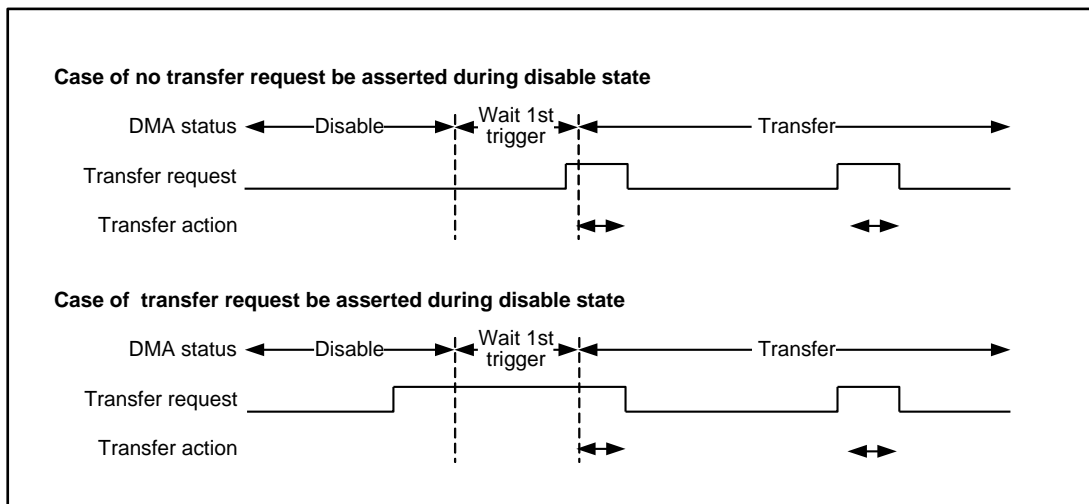 Case of no transfer request be asserted during disable state
DMA status Disable Wait 1st trigger Transfer
Transfer request
Transfer action
Case of transfer request be asserted during disable state
DMA status Disable Wait 1st trigger Transfer
Transfer request
Transfer action